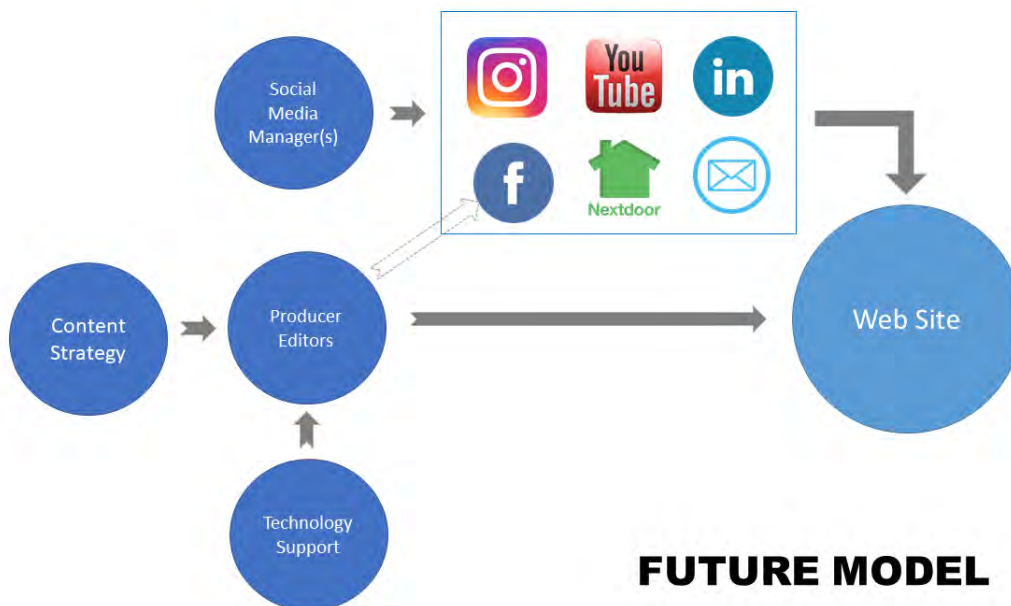 Social
Media
Manager(s)
You
Tube
in
f
Nextdoor
Content
Strategy
Producer
Editors
Web Site
Technology
Support
FUTURE MODEL